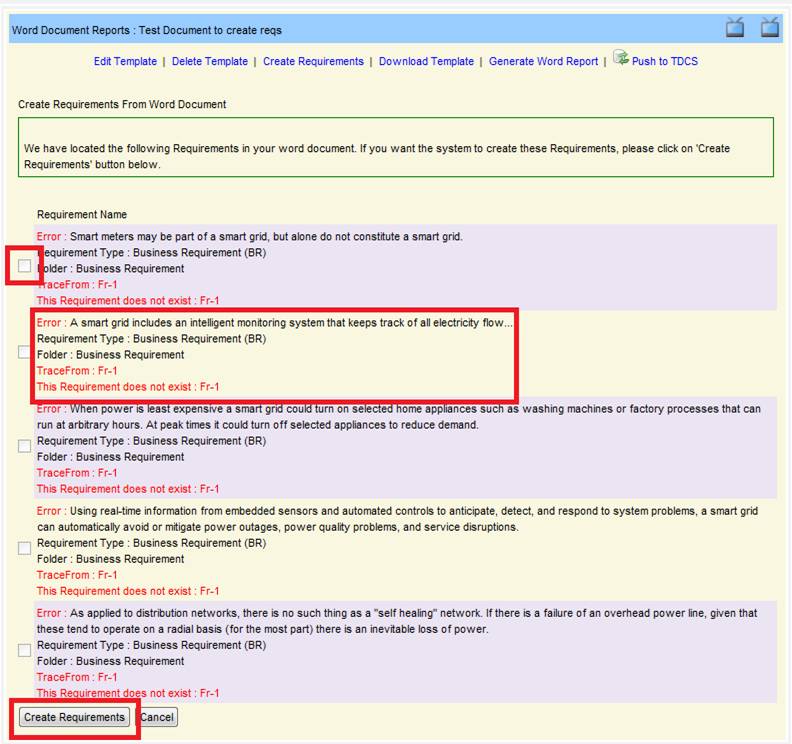 Word Document Reports : Test Document to create reqs
Edit Template | Delete Template | Create Requirements | Download Template | Generate Word Report | Push to TDCS
Create Requirements From Word Document
We have located the following Requirements in your word document. If you want the system to create these Requirements, please click on 'Create
Requirements' button below.
Requirement Name
Error : Smart meters may be part of a smart grid, but alone do not constitute a smart grid.
Requirement Type : Business Requirement (BR)
Folder : Business Requirement
TraceFrom : Fr-1
This Requirement does not exist : Fr-1
Error : A smart grid includes an intelligent monitoring system that keeps track of all electricity flow...
Requirement Type : Business Requirement (BR)
Folder : Business Requirement
TraceFrom : Fr-1
This Requirement does not exist : Fr-1
Error : When power is least expensive a smart grid could turn on selected home appliances such as washing machines or factory processes that can
run at arbitrary hours. At peak times it could turn off selected appliances to reduce demand.
Requirement Type : Business Requirement (BR)
Folder : Business Requirement
TraceFrom : Fr-1
This Requirement does not exist : Fr-1
Error : Using real-time information from embedded sensors and automated controls to anticipate, detect, and respond to system problems, a smart grid
can automatically avoid or mitigate power outages, power quality problems, and service disruptions.
Requirement Type : Business Requirement (BR)
Folder : Business Requirement
TraceFrom : Fr-1
This Requirement does not exist : Fr-1
Error : As applied to distribution networks, there is no such thing as a "self healing" network. If there is a failure of an overhead power line, given that
these tend to operate on a radial basis (for the most part) there is an inevitable loss of power.
Requirement Type : Business Requirement (BR)
Folder : Business Requirement
TraceFrom : Fr-1
This Requirement does not exist : Fr-1
Create Requirements Cancel